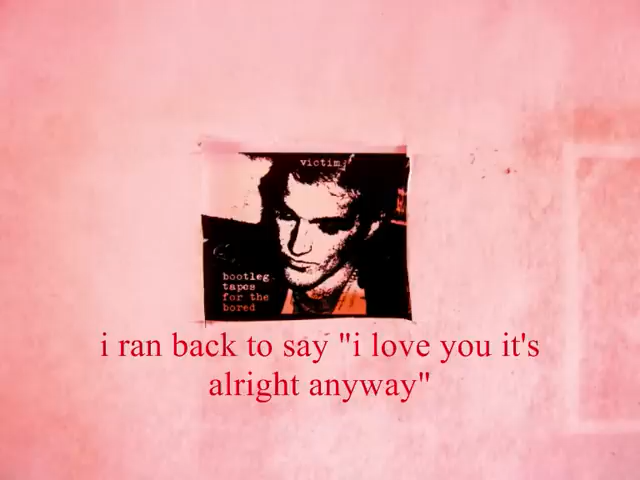 victim
bootleg
tapes
for the
bored
i ran back to say "i love you it's
alright anyway"